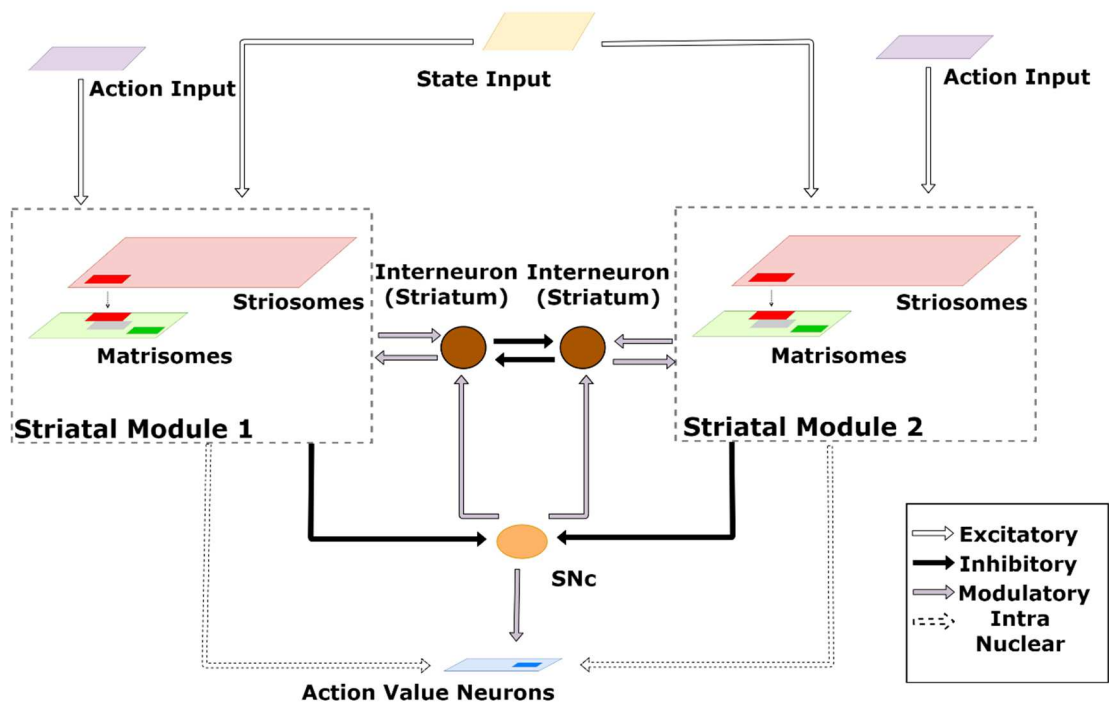 Action Input
State Input
Action Input
Interneuron
(Striatum)
Interneuron
(Striatum)
Striosomes
Matrisomes
Striatal Module 1
Striosomes
Matrisomes
Striatal Module 2
SNc
Action Value Neurons
Excitatory
Inhibitory
Modulatory
Intra
Nuclear